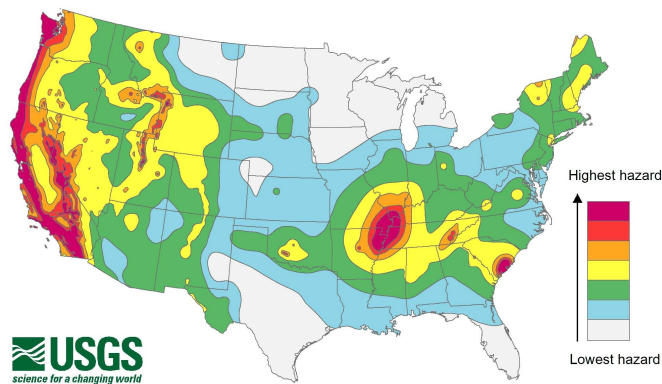 Highest hazard
Lowest hazard
USGS
science for a changing world